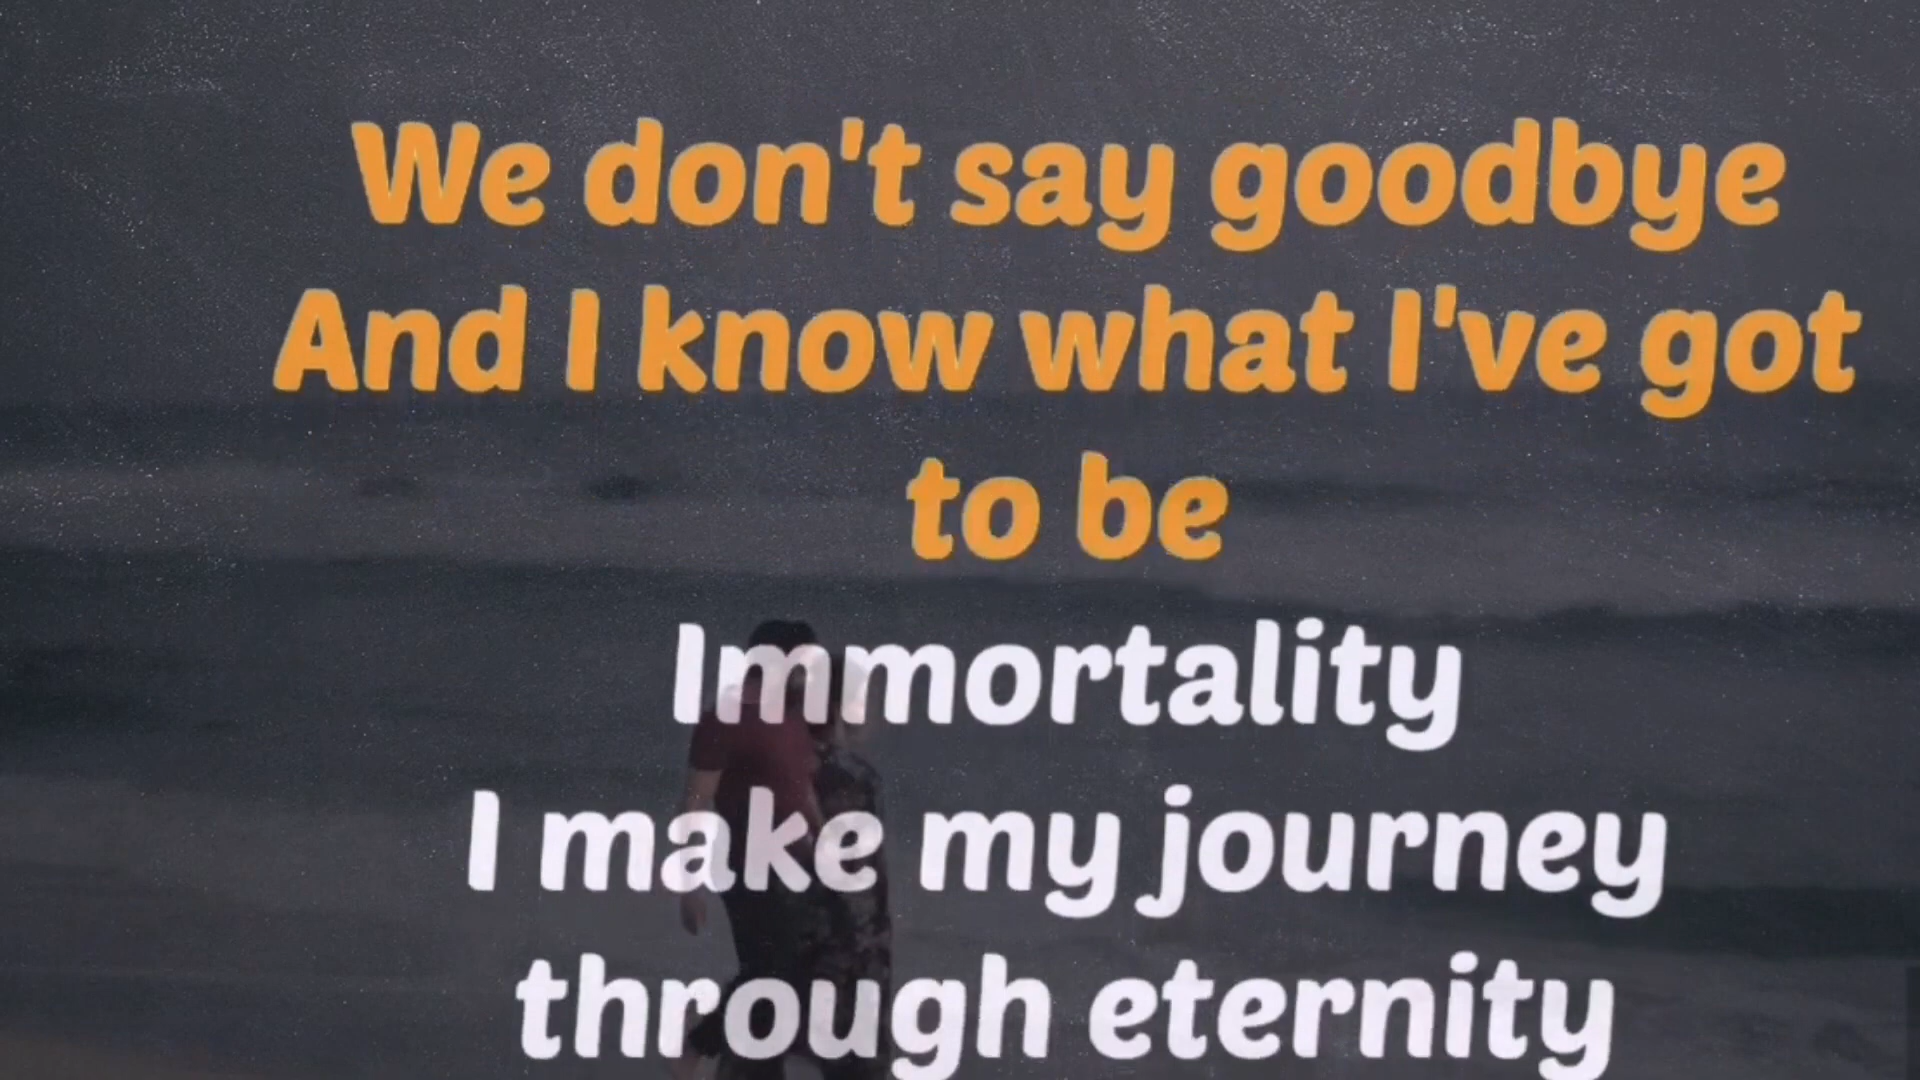 We don't say goodbye
And I know what I've got
to be
Immortality
I make my journey
through eternity